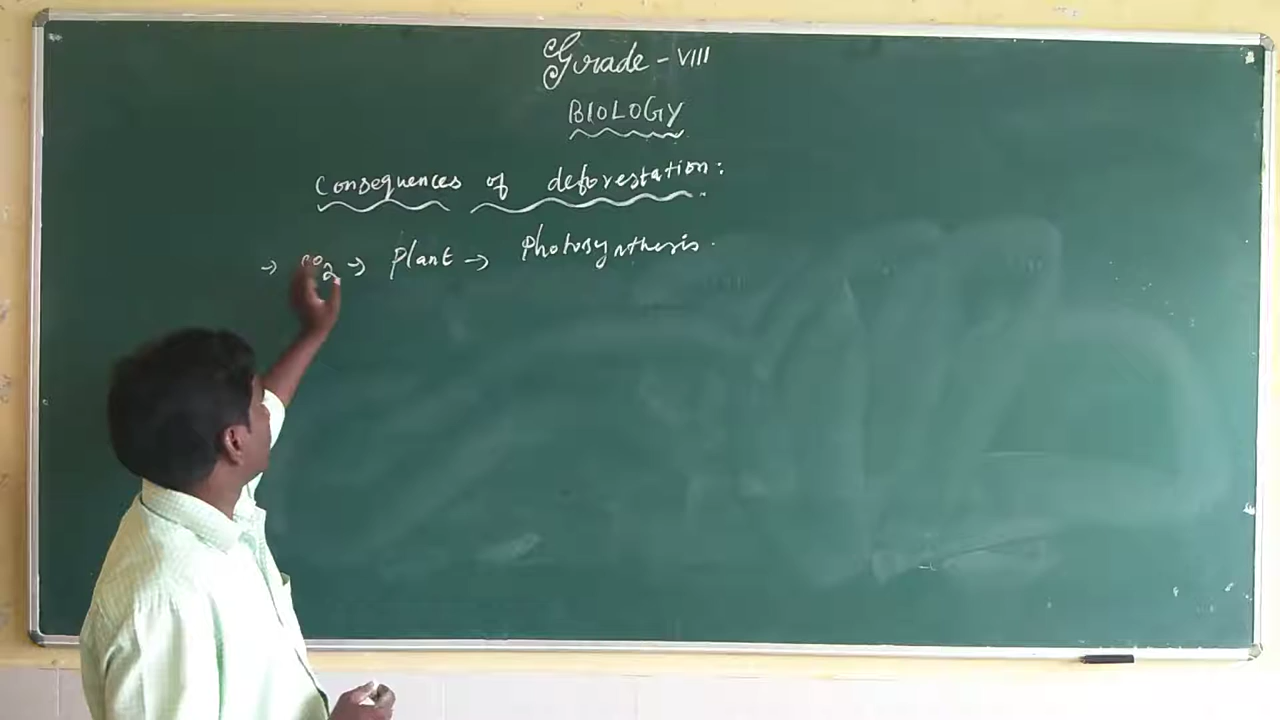 Grade - VIII
BIOLOGY
Consequences of deforestation:
→ CO2 → Plant → Photosynthesis.